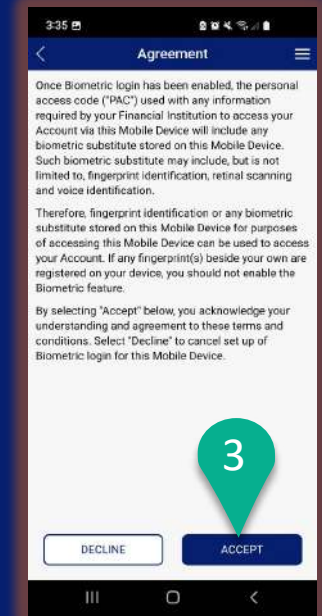 3:35
Agreement
Once Biometric login has been enabled, the personal
access code ("PAC") used with any information
required by your Financial Institution to access your
Account via this Mobile Device will include any
biometric substitute stored on this Mobile Device.
Such biometric substitute may include, but is not
limited to, fingerprint identification, retinal scanning
and voice identification.
Therefore, fingerprint identification or any biometric
substitute stored on this Mobile Device for purposes
of accessing this Mobile Device can be used to access
your Account. If any fingerprint(s) beside your own are
registered on your device, you should not enable the
Biometric feature.
By selecting "Accept" below, you acknowledge your
understanding and agreement to these terms and
conditions. Select "Decline" to cancel set up of
Biometric login for this Mobile Device.
3
DECLINE
ACCEPT